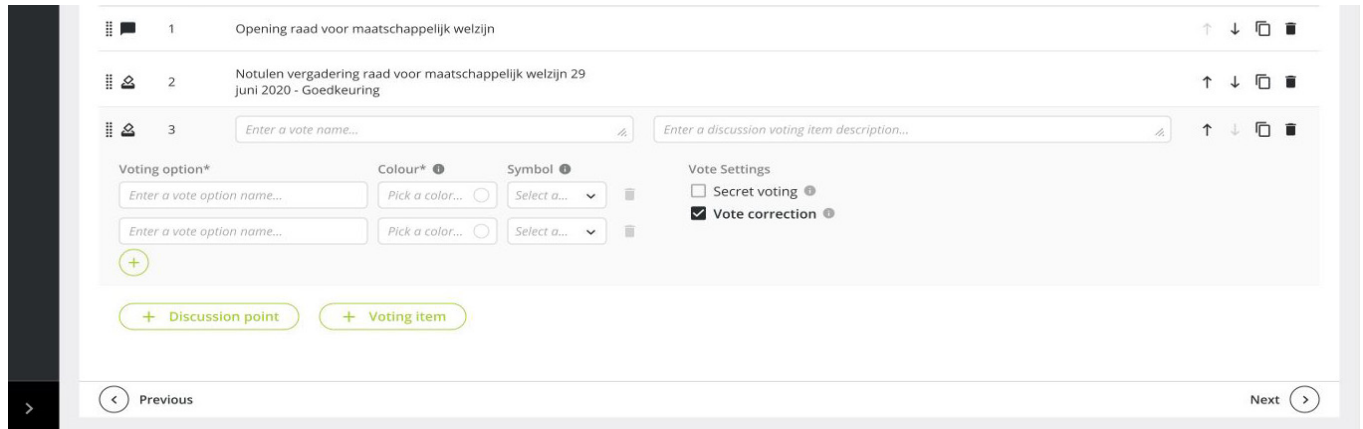 1 Opening raad voor maatschappelijk welzijn
2 Notulen vergadering raad voor maatschappelijk welzijn 29
juni 2020 - Goedkeuring
3 Enter a vote name... Enter a discussion voting item description...
Voting option* Colour* Symbol Vote Settings
Enter a vote option name... Pick a color... Select a... Secret voting
Vote correction
Enter a vote option name... Pick a color... Select a...
+ Discussion point + Voting item
Previous Next